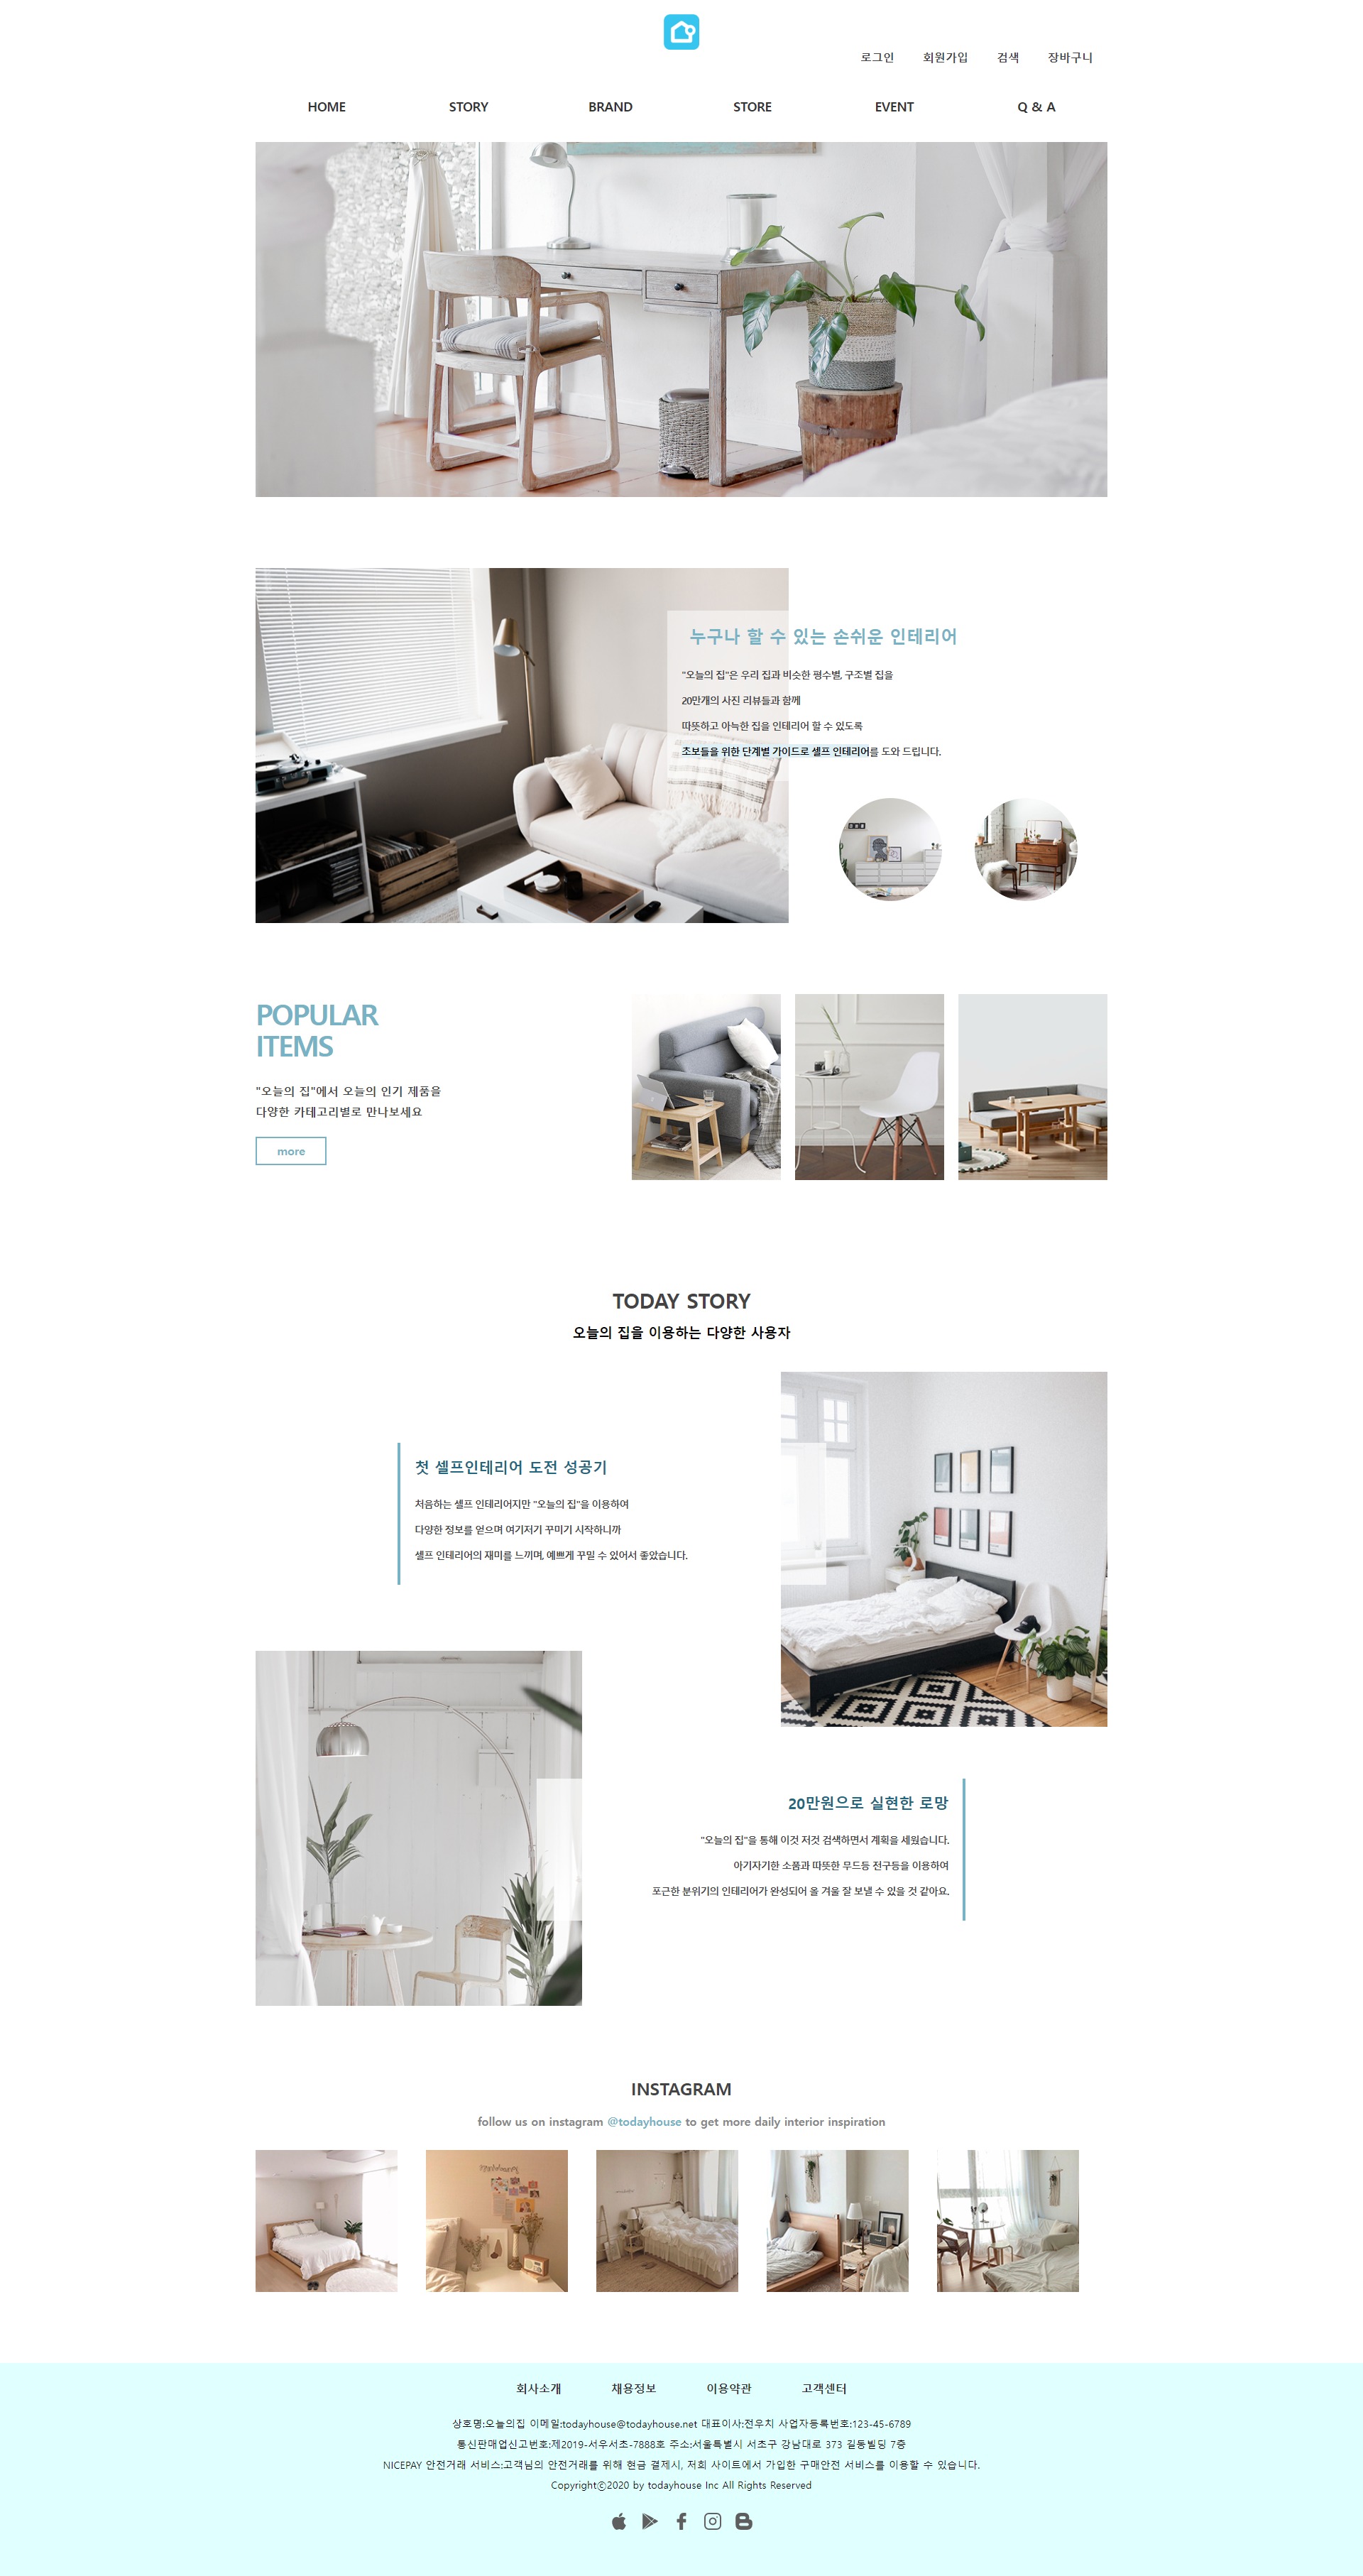 로그인 회원가입 검색 장바구니
HOME STORY BRAND STORE EVENT Q & A
누구나 할 수 있는 손쉬운 인테리어
"오늘의 집"은 우리 집과 비슷한 평수별, 구조별 집을
20만개의 사진 리뷰들과 함께
따뜻하고 아늑한 집을 인테리어 할 수 있도록
초보들을 위한 단계별 가이드로 셀프 인테리어를 도와 드립니다.
POPULAR
ITEMS
"오늘의 집"에서 오늘의 인기 제품을
다양한 카테고리별로 만나보세요
more
TODAY STORY
오늘의 집을 이용하는 다양한 사용자
첫 셀프인테리어 도전 성공기
처음하는 셀프 인테리어지만 "오늘의 집"을 이용하여
다양한 정보를 얻으며 여기저기 꾸미기 시작하니까
셀프 인테리어의 재미를 느끼며, 예쁘게 꾸밀 수 있어서 좋았습니다.
20만원으로 실현한 로망
"오늘의 집"을 통해 이것 저것 검색하면서 계획을 세웠습니다.
아기자기한 소품과 따뜻한 무드등 전구등을 이용하여
포근한 분위기의 인테리어가 완성되어 올 겨울 잘 보낼 수 있을 것 같아요.
INSTAGRAM
follow us on instagram @todayhouse to get more daily interior inspiration
회사소개 채용정보 이용약관 고객센터
상호명:오늘의집 이메일:todayhouse@todayhouse.net 대표이사:전우치 사업자등록번호:123-45-6789
통신판매업신고번호:제2019-서우서초-7888호 주소:서울특별시 서초구 강남대로 373 길동빌딩 7층
NICEPAY 안전거래 서비스:고객님의 안전거래를 위해 현금 결제시, 저희 사이트에서 가입한 구매안전 서비스를 이용할 수 있습니다.
Copyrightⓒ2020 by todayhouse Inc All Rights Reserved